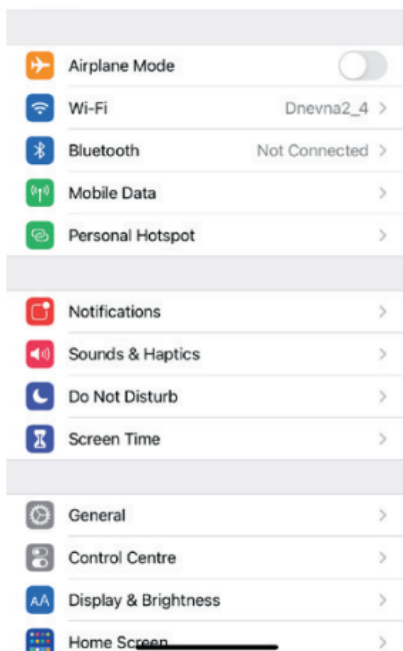 Airplane Mode
Wi-Fi Dnevna2_4
Bluetooth Not Connected
Mobile Data
Personal Hotspot
Notifications
Sounds & Haptics
Do Not Disturb
Screen Time
General
Control Centre
AA Display & Brightness
Home Screen